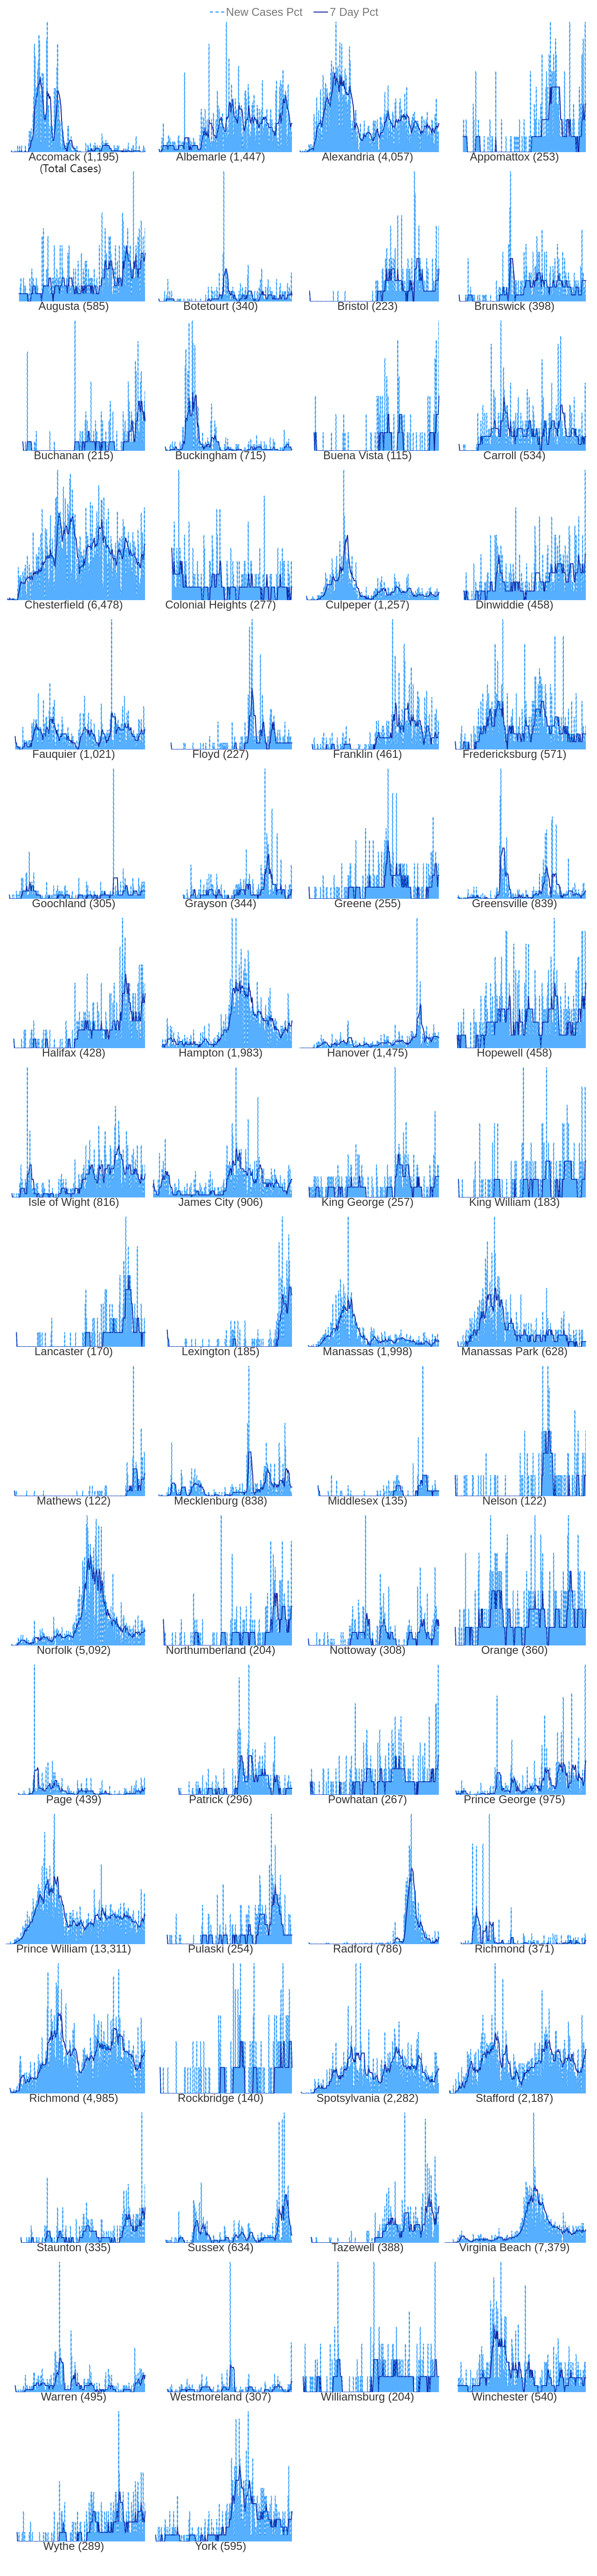 New Cases Pct 7 Day Pct
Accomack (1,195) Albemarle (1,447) Alexandria (4,057) Appomattox (253)
(Total Cases)
Augusta (585) Botetourt (340) Bristol (223) Brunswick (398)
Buchanan (215) Buckingham (715) Buena Vista (115) Carroll (534)
Chesterfield (6,478) Colonial Heights (277) Culpeper (1,257) Dinwiddie (458)
Fauquier (1,021) Floyd (227) Franklin (461) Fredericksburg (571)
Goochland (305) Grayson (344) Greene (255) Greensville (839)
Halifax (428) Hampton (1,983) Hanover (1,475) Hopewell (458)
Isle of Wight (816) James City (906) King George (257) King William (183)
Lancaster (170) Lexington (185) Manassas (1,998) Manassas Park (628)
Mathews (122) Mecklenburg (838) Middlesex (135) Nelson (122)
Norfolk (5,092) Northumberland (204) Nottoway (308) Orange (360)
Page (439) Patrick (296) Powhatan (267) Prince George (975)
Prince William (13,311) Pulaski (254) Radford (786) Richmond (371)
Richmond (4,985) Rockbridge (140) Spotsylvania (2,282) Stafford (2,187)
Staunton (335) Sussex (634) Tazewell (388) Virginia Beach (7,379)
Warren (495) Westmoreland (307) Williamsburg (204) Winchester (540)
Wythe (289) York (595)